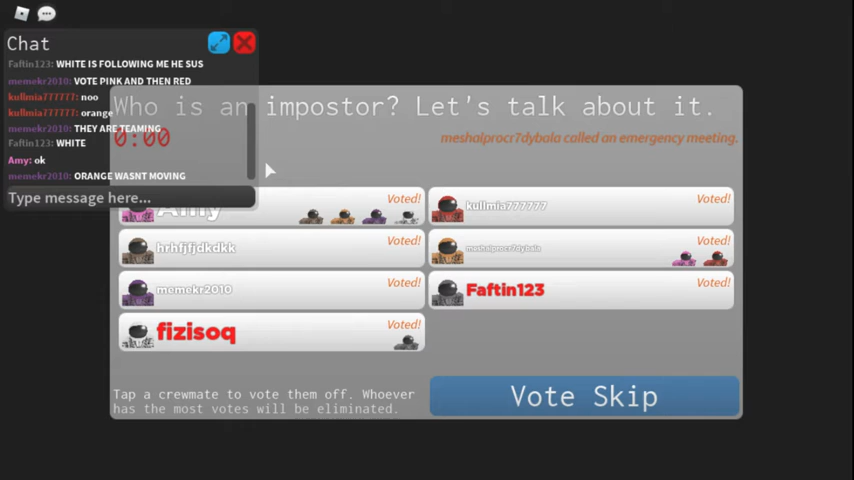 Chat
Faftin123: WHITE IS FOLLOWING ME HE SUS
memekr2010: VOTE PINK AND THEN RED
kullmia777777: noo
kullmia777777: orange
memekr2010: THEY ARE TEAMING
Faftin123: WHITE
Amy: ok
memekr2010: ORANGE WASNT MOVING
Type message here...
Who is an impostor? Let's talk about it.
0:00
meshalprocr7dybala called an emergency meeting.
Amy
Voted!
kullmia777777
Voted!
hrhfjfjdkdkk
Voted!
meshalprocr7dybala
Voted!
memekr2010
Voted!
Faftin123
Voted!
fizisoq
Voted!
Tap a crewmate to vote them off. Whoever
has the most votes will be eliminated.
Vote Skip